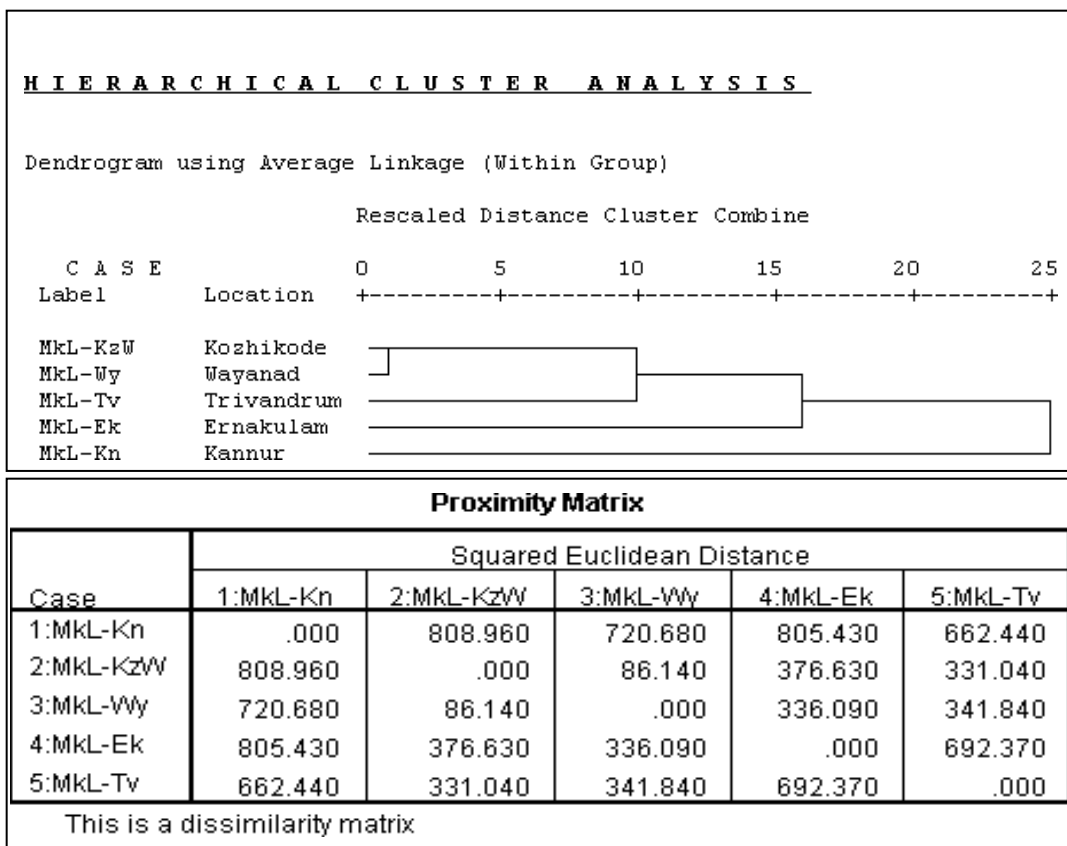 H I E R A R C H I C A L C L U S T E R A N A L Y S I S
Dendrogram using Average Linkage (Within Group)
Rescaled Distance Cluster Combine
C A S E 0 5 10 15 20 25
Label Location +---------+---------+---------+---------+---------+
MkL-KzW Kozhikode
MkL-Wy Wayanad
MkL-Tv Trivandrum
MkL-Ek Ernakulam
MkL-Kn Kannur
Proximity Matrix
Squared Euclidean Distance
Case 1:MkL-Kn 2:MkL-KzW 3:MkL-Wy 4:MkL-Ek 5:MkL-Tv
1:MkL-Kn .000 808.960 720.680 805.430 662.440
2:MkL-KzW 808.960 .000 86.140 376.630 331.040
3:MkL-Wy 720.680 86.140 .000 336.090 341.840
4:MkL-Ek 805.430 376.630 336.090 .000 692.370
5:MkL-Tv 662.440 331.040 341.840 692.370 .000
This is a dissimilarity matrix